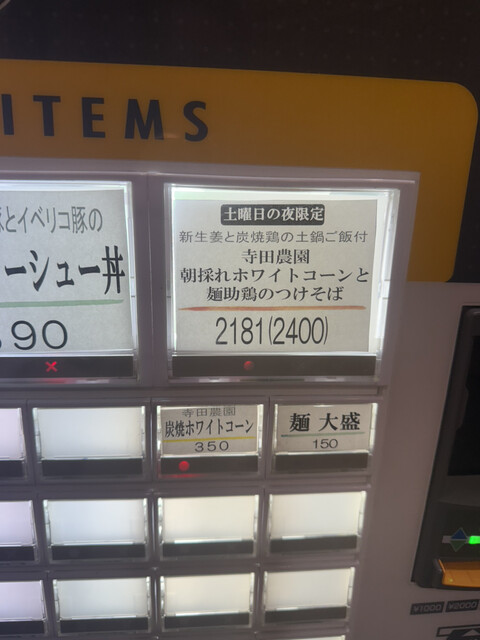 ITEMS
とイベリコ豚の
ーシュー丼
390
土曜日の夜限定
新生姜と炭焼鶏の土鍋ご飯付
寺田農園
朝採れホワイトコーンと
麺助鶏のつけそば
2181(2400)
寺田農園
炭焼ホワイトコーン
350
麺 大盛
150
¥1000 ¥2000